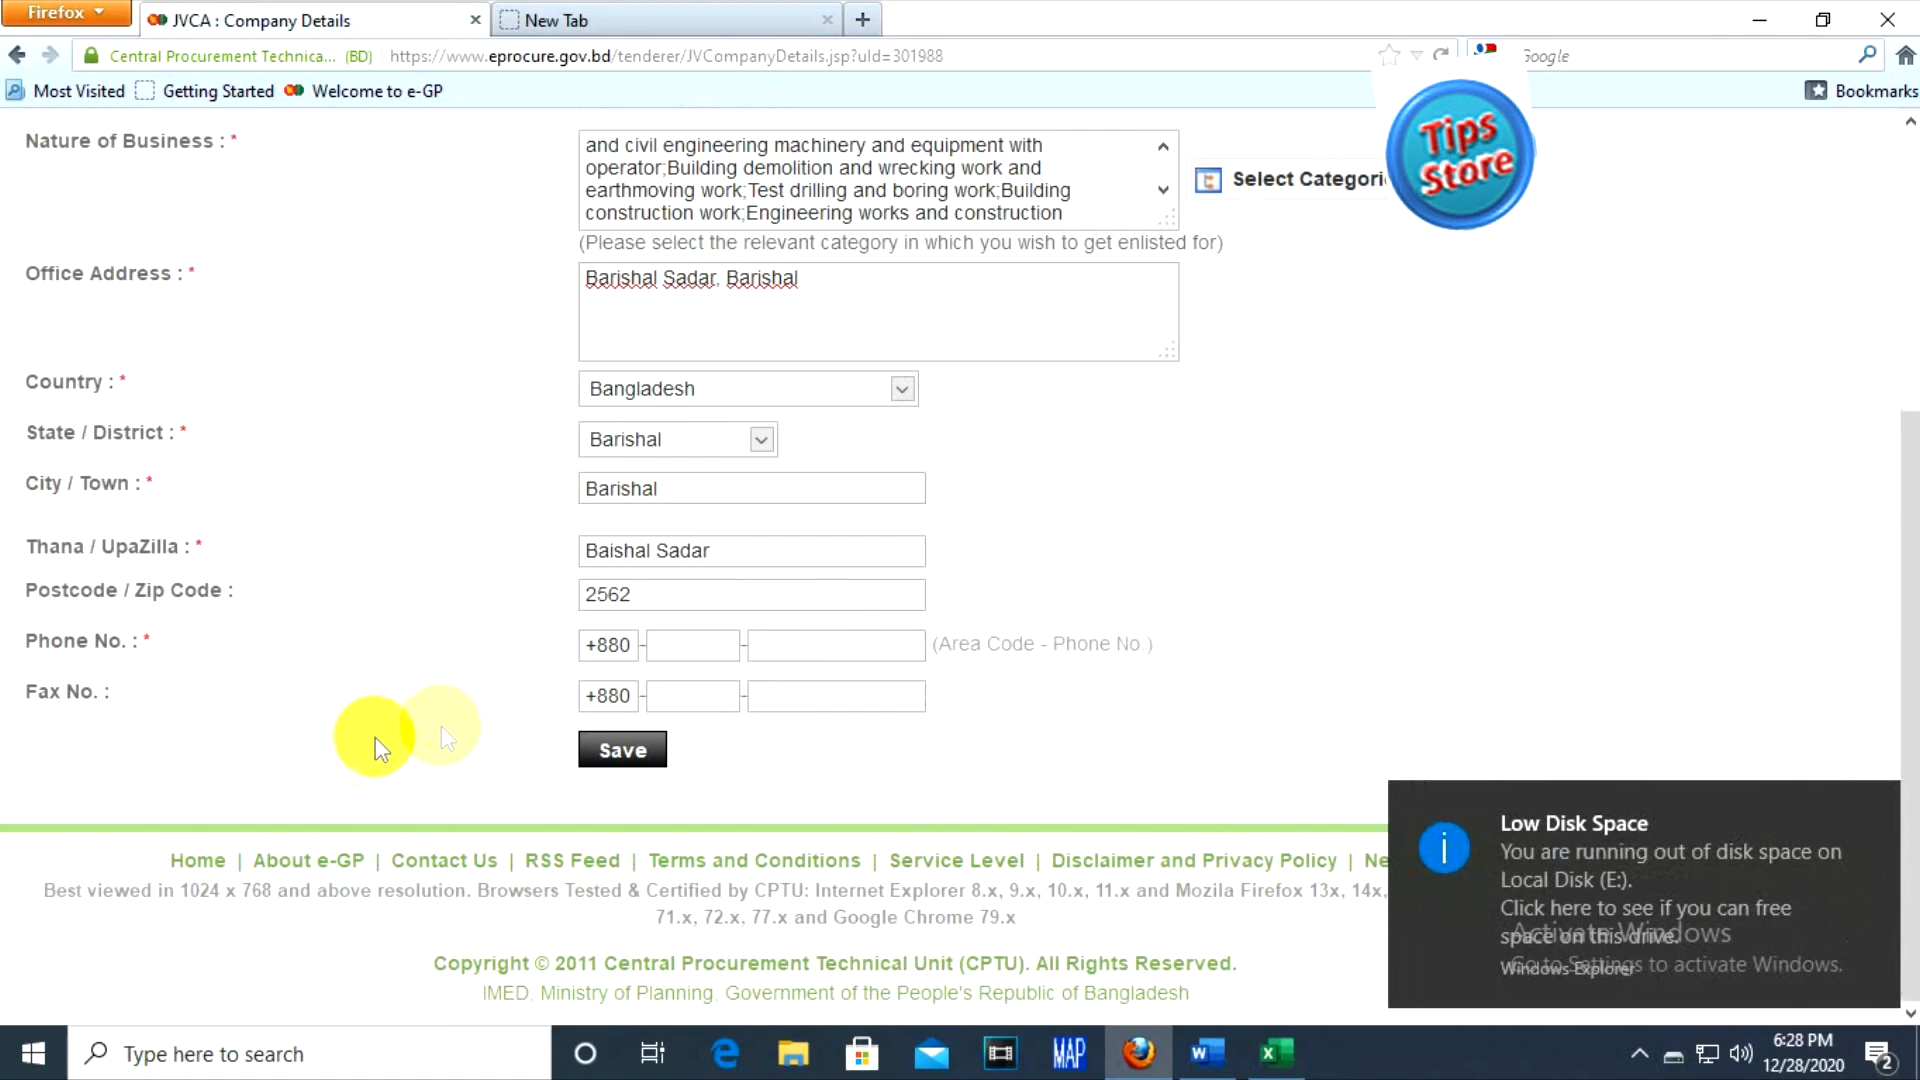 Firefox
JVCA : Company Details
New Tab
Central Procurement Technica... (BD)
https://www.eprocure.gov.bd/tenderer/JVCompanyDetails.jsp?uId=301988
Google
Most Visited
Getting Started
Welcome to e-GP
Bookmarks
Tips
Store
Nature of Business : *
and civil engineering machinery and equipment with
operator;Building demolition and wrecking work and
earthmoving work;Test drilling and boring work;Building
construction work;Engineering works and construction
Select Categori
(Please select the relevant category in which you wish to get enlisted for)
Office Address : *
Barishal Sadar, Barishal
Country : *
Bangladesh
State / District : *
Barishal
City / Town : *
Barishal
Thana / UpaZilla : *
Baishal Sadar
Postcode / Zip Code :
2562
Phone No. : *
+880 - - (Area Code - Phone No.)
Fax No. :
+880 - -
Save
Low Disk Space
You are running out of disk space on
Local Disk (E:).
Click here to see if you can free
space on this drive.
Windows Explorer
Activate Windows
Go to Settings to activate Windows.
Home | About e-GP | Contact Us | RSS Feed | Terms and Conditions | Service Level | Disclaimer and Privacy Policy | Ne
Best viewed in 1024 x 768 and above resolution. Browsers Tested & Certified by CPTU: Internet Explorer 8.x, 9.x, 10.x, 11.x and Mozila Firefox 13x, 14x,
71.x, 72.x, 77.x and Google Chrome 79.x
Copyright © 2011 Central Procurement Technical Unit (CPTU). All Rights Reserved.
IMED, Ministry of Planning, Government of the People's Republic of Bangladesh
Type here to search
MAP
6:28 PM
12/28/2020
2